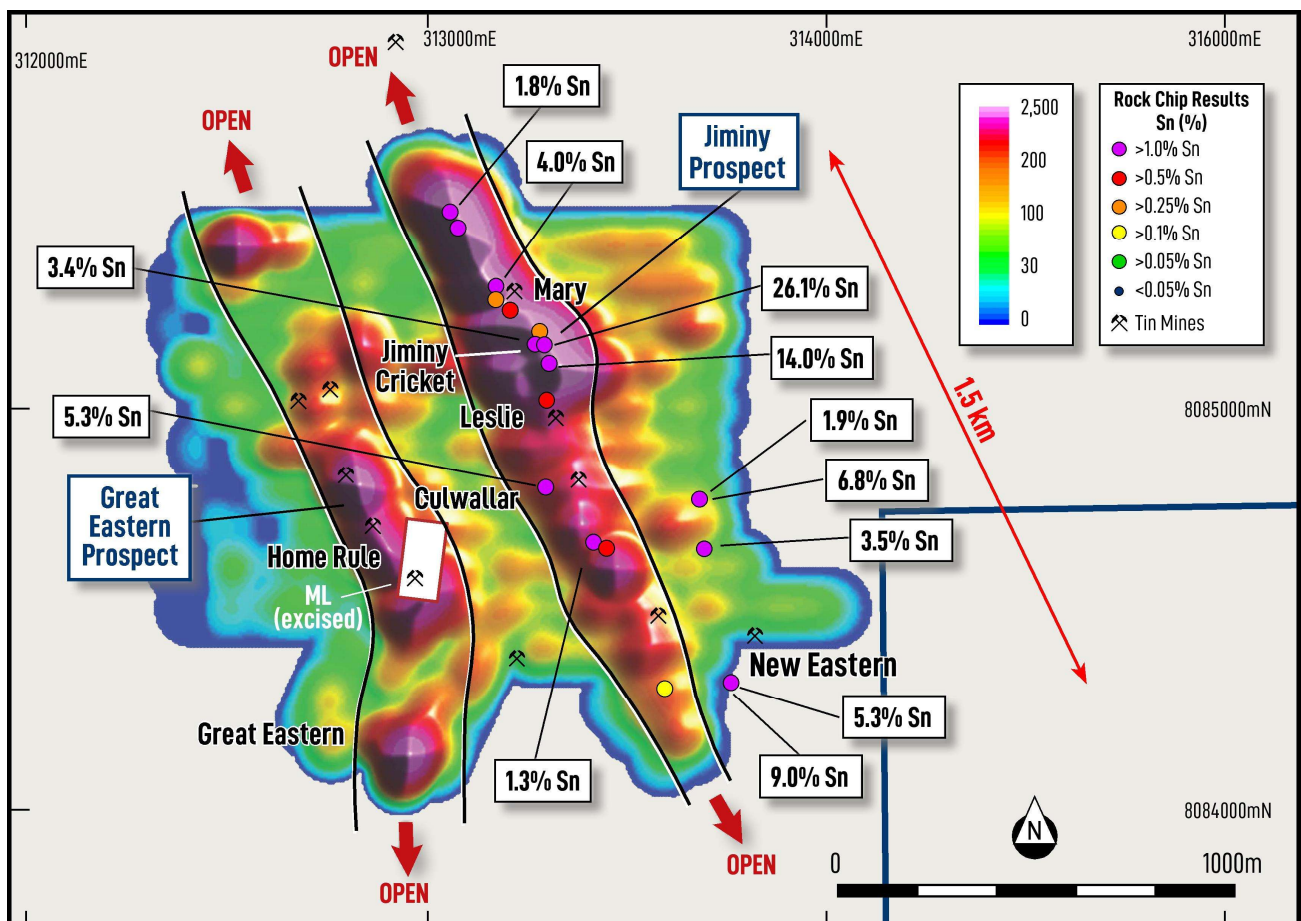 312000mE
313000mE
314000mE
316000mE
OPEN
OPEN
1.8% Sn
4.0% Sn
Jiminy
Prospect
2,500
200
100
30
0
Rock Chip Results
Sn (%)
>1.0% Sn
>0.5% Sn
>0.25% Sn
>0.1% Sn
>0.05% Sn
<0.05% Sn
Tin Mines
3.4% Sn
Mary
26.1% Sn
Jiminy
Cricket
14.0% Sn
5.3% Sn
Leslie
1.5 km
8085000mN
1.9% Sn
Great
Eastern
Prospect
Culwallar
6.8% Sn
Home Rule
3.5% Sn
ML
(excised)
New Eastern
Great Eastern
5.3% Sn
1.3% Sn
9.0% Sn
8084000mN
N
OPEN
OPEN
0
1000m